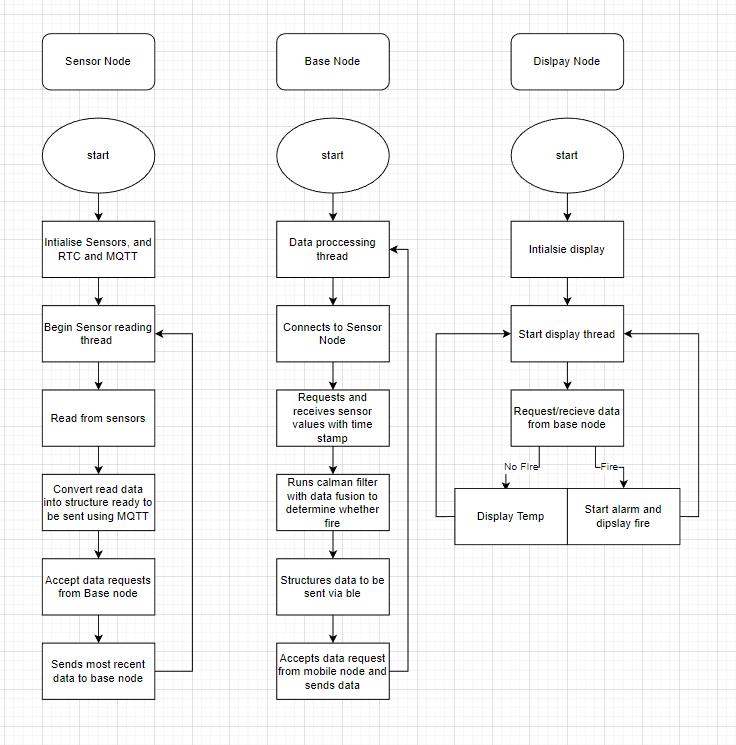 Sensor Node
start
Intialise Sensors, and
RTC and MQTT
Begin Sensor reading
thread
Read from sensors
Convert read data
into structure ready to
be sent using MQTT
Accept data requests
from Base node
Sends most recent
data to base node
Base Node
start
Data proccessing
thread
Connects to Sensor
Node
Requests and
receives sensor
values with time
stamp
Runs calman filter
with data fusion to
determine whether
fire
Structures data to be
sent via ble
Accepts data request
from mobile node and
sends data
Dislpay Node
start
Intialsie display
Start display thread
Request/recieve data
from base node
No FIre
Fire
Display Temp
Start alarm and
dipslay fire